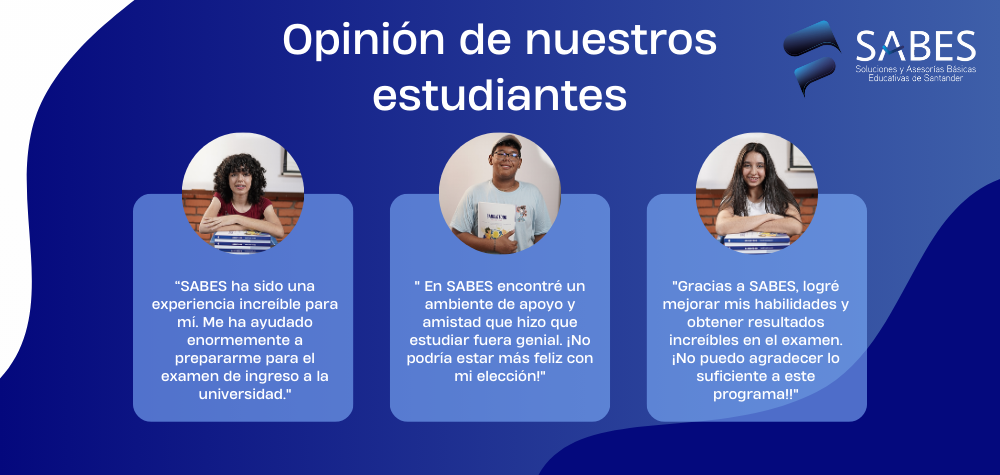 Opinión de nuestros
estudiantes
SABES
Soluciones y Asesorías Básicas
Educativas de Santander
“SABES ha sido una
experiencia increíble para
mí. Me ha ayudado
enormemente a
prepararme para el
examen de ingreso a la
universidad."
" En SABES encontré un
ambiente de apoyo y
amistad que hizo que
estudiar fuera genial. ¡No
podría estar más feliz con
mi elección!"
"Gracias a SABES, logré
mejorar mis habilidades y
obtener resultados
increíbles en el examen.
¡No puedo agradecer lo
suficiente a este
programa!!"